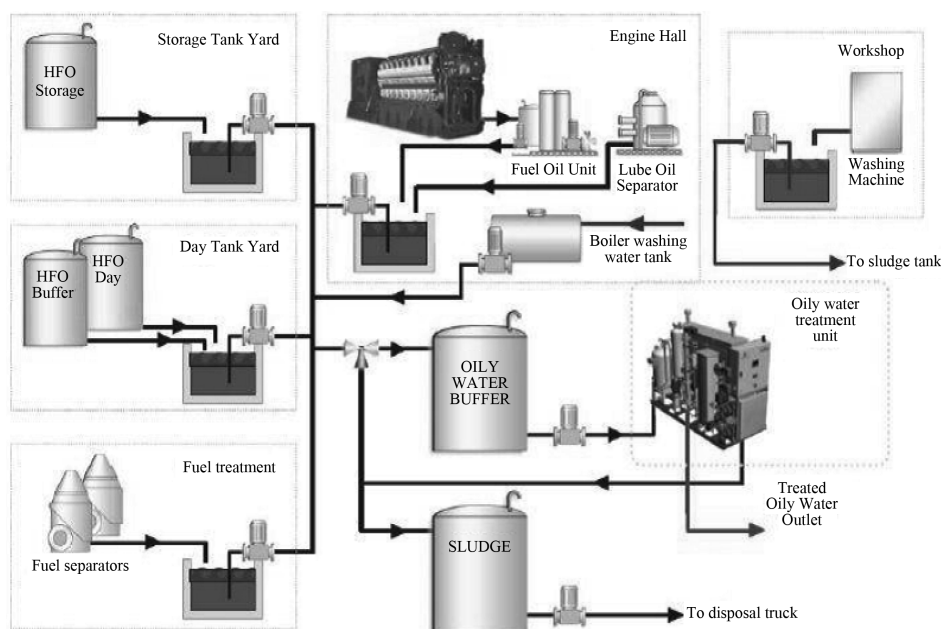 Storage Tank Yard
HFO
Storage
Engine Hall
Fuel Oil Unit
Lube Oil
Separator
Boiler washing
water tank
Workshop
Washing
Machine
To sludge tank
Day Tank Yard
HFO
Buffer
HFO
Day
Oily water
treatment
unit
OILY
WATER
BUFFER
Fuel treatment
Fuel separators
Treated
Oily Water
Outlet
SLUDGE
To disposal truck